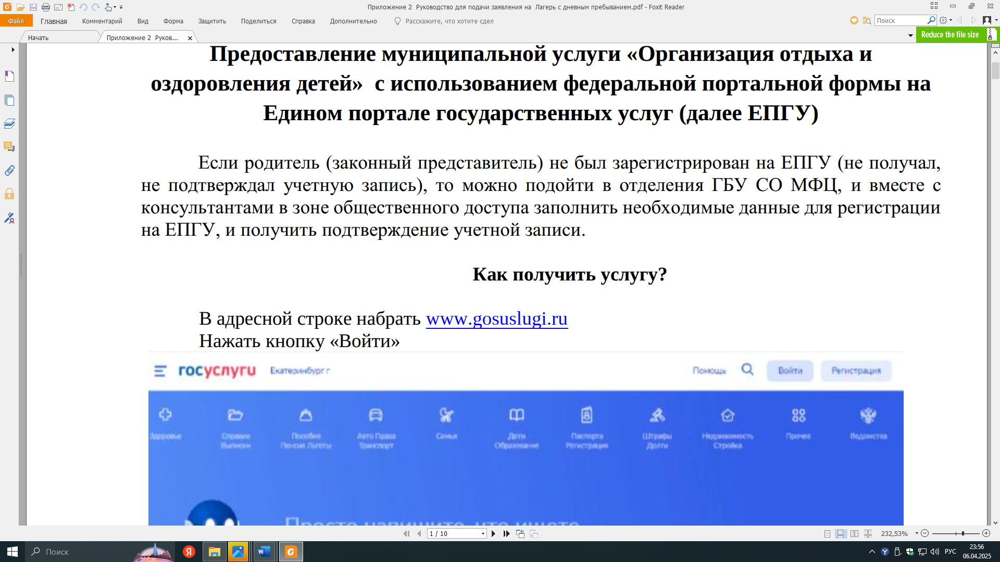 Приложение 2  Руководство для подачи заявления на  Лагерь с дневным пребыванием.pdf - Foxit Reader
Файл Главная Комментарий Вид Форма Защитить Поделиться Справка Дополнительно Расскажите, что хотите сдел Поиск
Начать Приложение 2  Руков... Reduce the file size
Предоставление муниципальной услуги «Организация отдыха и
оздоровления детей»  с использованием федеральной портальной формы на
Едином портале государственных услуг (далее ЕПГУ)
Если родитель (законный представитель) не был зарегистрирован на ЕПГУ (не получал,
не подтверждал учетную запись), то можно подойти в отделения ГБУ СО МФЦ, и вместе с
консультантами в зоне общественного доступа заполнить необходимые данные для регистрации
на ЕПГУ, и получить подтверждение учетной записи.
Как получить услугу?
В адресной строке набрать www.gosuslugi.ru
Нажать кнопку «Войти»
госуслуги Екатеринбург г Помощь Войти Регистрация
Здоровье Справки Пособия Авто Права Семья Дети Паспорта Штрафы Недвижимость Прочее Ведомства
Выписки Пенсия Льготы Транспорт Образование Регистрация Долги Стройка
Просто напишите, что ищете
1 / 10 232,53%
Поиск РУС 23:56
06.04.2025